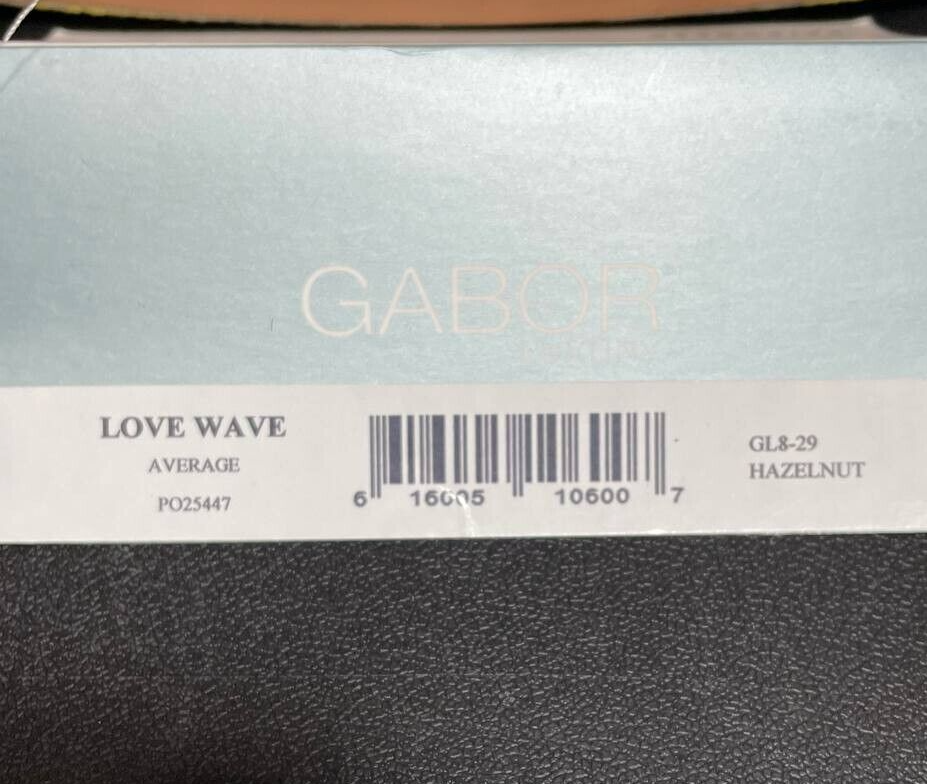 GABOR
LOVE WAVE
AVERAGE
PO25447
6 16005 10600 7
GL8-29
HAZELNUT